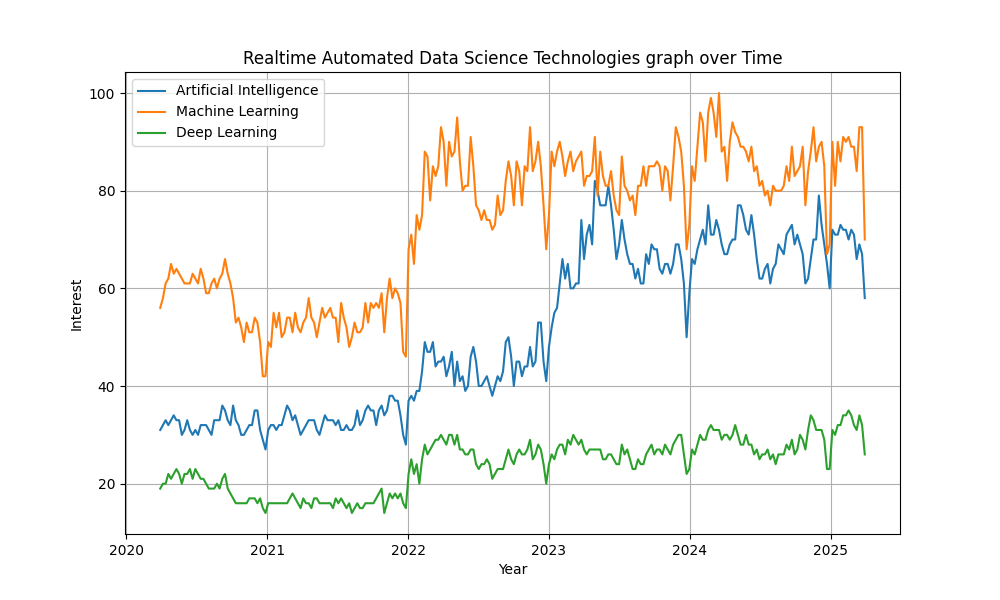 Realtime Automated Data Science Technologies graph over Time
Artificial Intelligence
Machine Learning
Deep Learning
100
80
60
40
20
Interest
2020 2021 2022 2023 2024 2025
Year